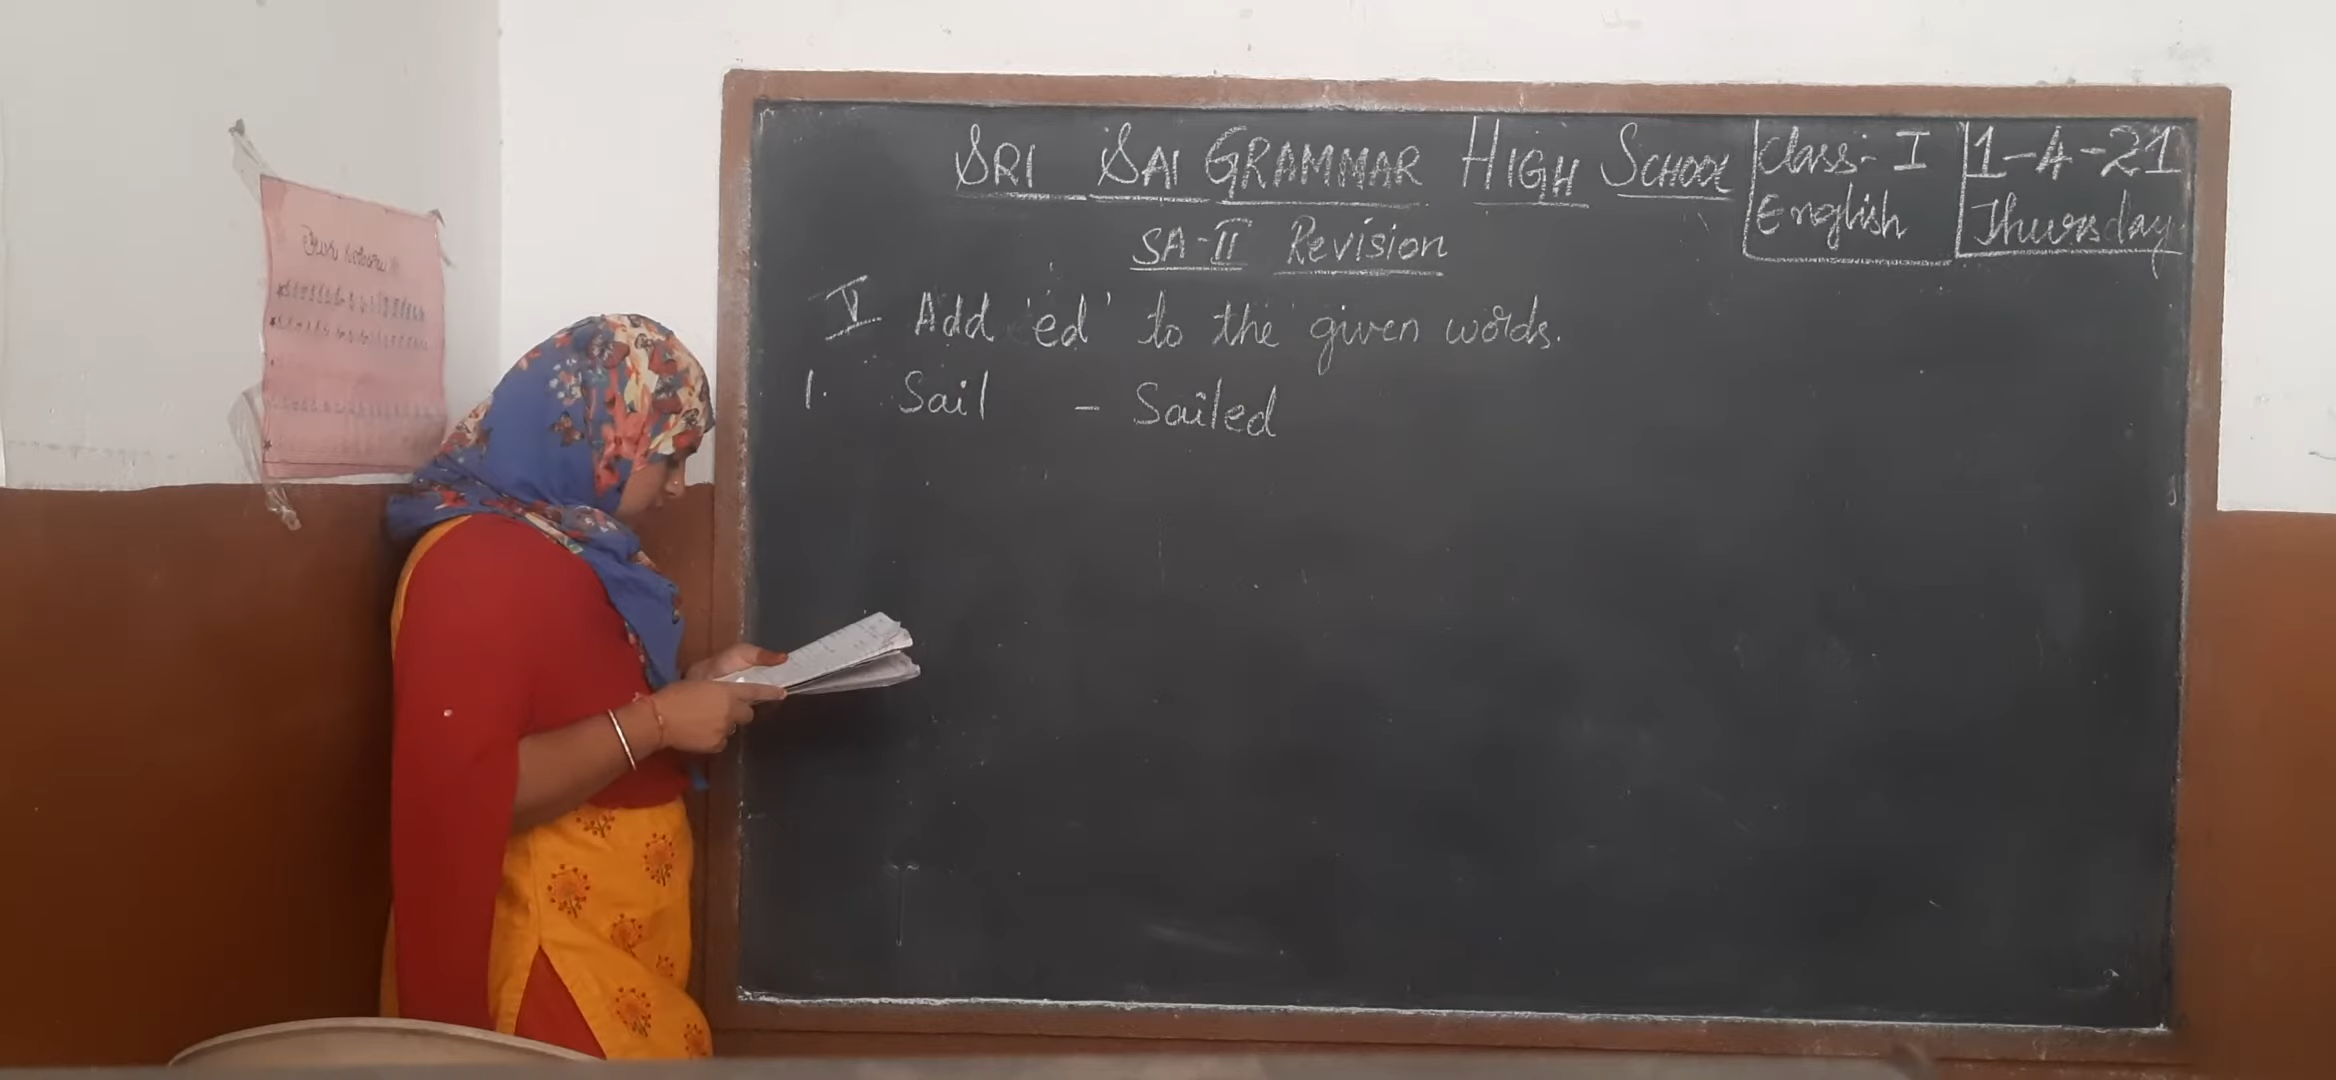 SRI SAI GRAMMAR HIGH SCHOOL
Class:- I
English
1-4-21
Thursday
SA-II Revision
V Add 'ed' to the given words.
1. Sail - Sailed